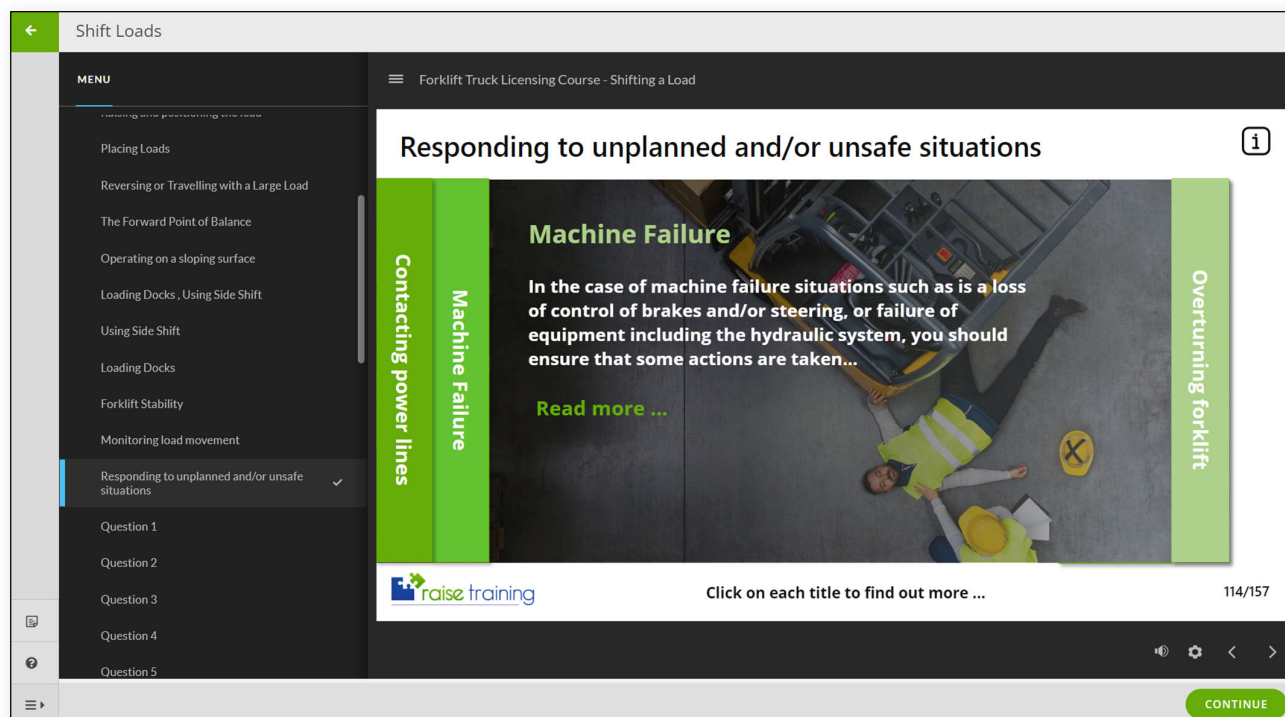 Shift Loads
MENU
Raising and positioning the load
Placing Loads
Reversing or Travelling with a Large Load
The Forward Point of Balance
Operating on a sloping surface
Loading Docks , Using Side Shift
Using Side Shift
Loading Docks
Forklift Stability
Monitoring load movement
Responding to unplanned and/or unsafe
situations
Question 1
Question 2
Question 3
Question 4
Question 5
Forklift Truck Licensing Course - Shifting a Load
Responding to unplanned and/or unsafe situations
i
Contacting power lines
Machine Failure
Machine Failure
In the case of machine failure situations such as is a loss
of control of brakes and/or steering, or failure of
equipment including the hydraulic system, you should
ensure that some actions are taken...
Read more ...
Overturning forklift
raise training
Click on each title to find out more ...
114/157
CONTINUE